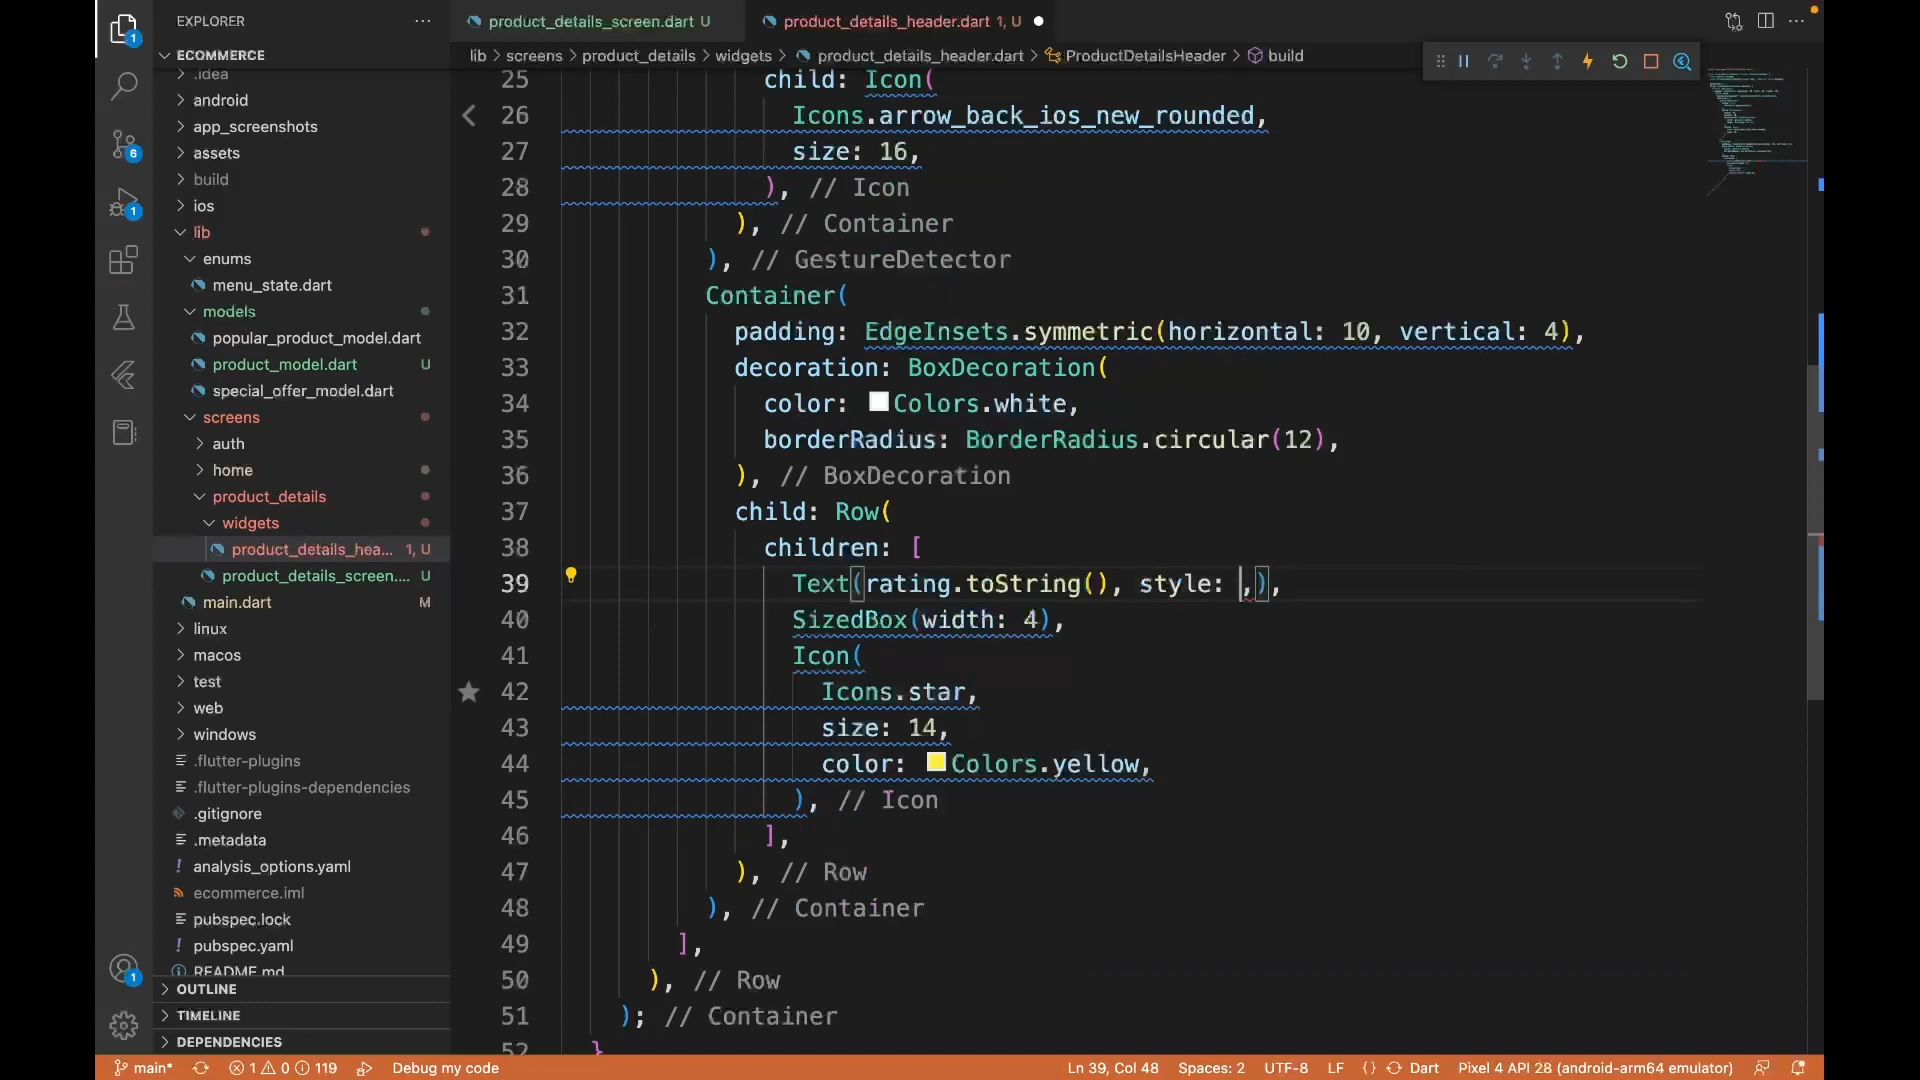 EXPLORER
ECOMMERCE
.idea
android
app_screenshots
assets
build
ios
lib
enums
menu_state.dart
models
popular_product_model.dart
product_model.dart U
special_offer_model.dart
screens
auth
home
product_details
widgets
product_details_hea... 1, U
product_details_screen.... U
main.dart M
linux
macos
test
web
windows
.flutter-plugins
.flutter-plugins-dependencies
.gitignore
.metadata
analysis_options.yaml
ecommerce.iml
pubspec.lock
pubspec.yaml
README.md
OUTLINE
TIMELINE
DEPENDENCIES
1
6
1
1
product_details_screen.dart U
product_details_header.dart 1, U
lib > screens > product_details > widgets > product_details_header.dart > ProductDetailsHeader > build
25 child: Icon(
26 Icons.arrow_back_ios_new_rounded,
27 size: 16,
28 ), // Icon
29 ), // Container
30 ), // GestureDetector
31 Container(
32 padding: EdgeInsets.symmetric(horizontal: 10, vertical: 4),
33 decoration: BoxDecoration(
34 color: Colors.white,
35 borderRadius: BorderRadius.circular(12),
36 ), // BoxDecoration
37 child: Row(
38 children: [
39 Text(rating.toString(), style: ,),
40 SizedBox(width: 4),
41 Icon(
42 Icons.star,
43 size: 14,
44 color: Colors.yellow,
45 ), // Icon
46 ],
47 ), // Row
48 ), // Container
49 ],
50 ), // Row
51 ); // Container
52 }
main* 1 0 119 Debug my code Ln 39, Col 48 Spaces: 2 UTF-8 LF {} Dart Pixel 4 API 28 (android-arm64 emulator)